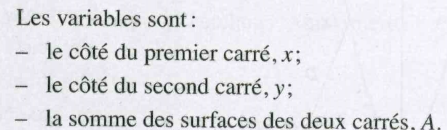 Les variables sont :
– le côté du premier carré, x;
– le côté du second carré, y;
– la somme des surfaces des deux carrés, A